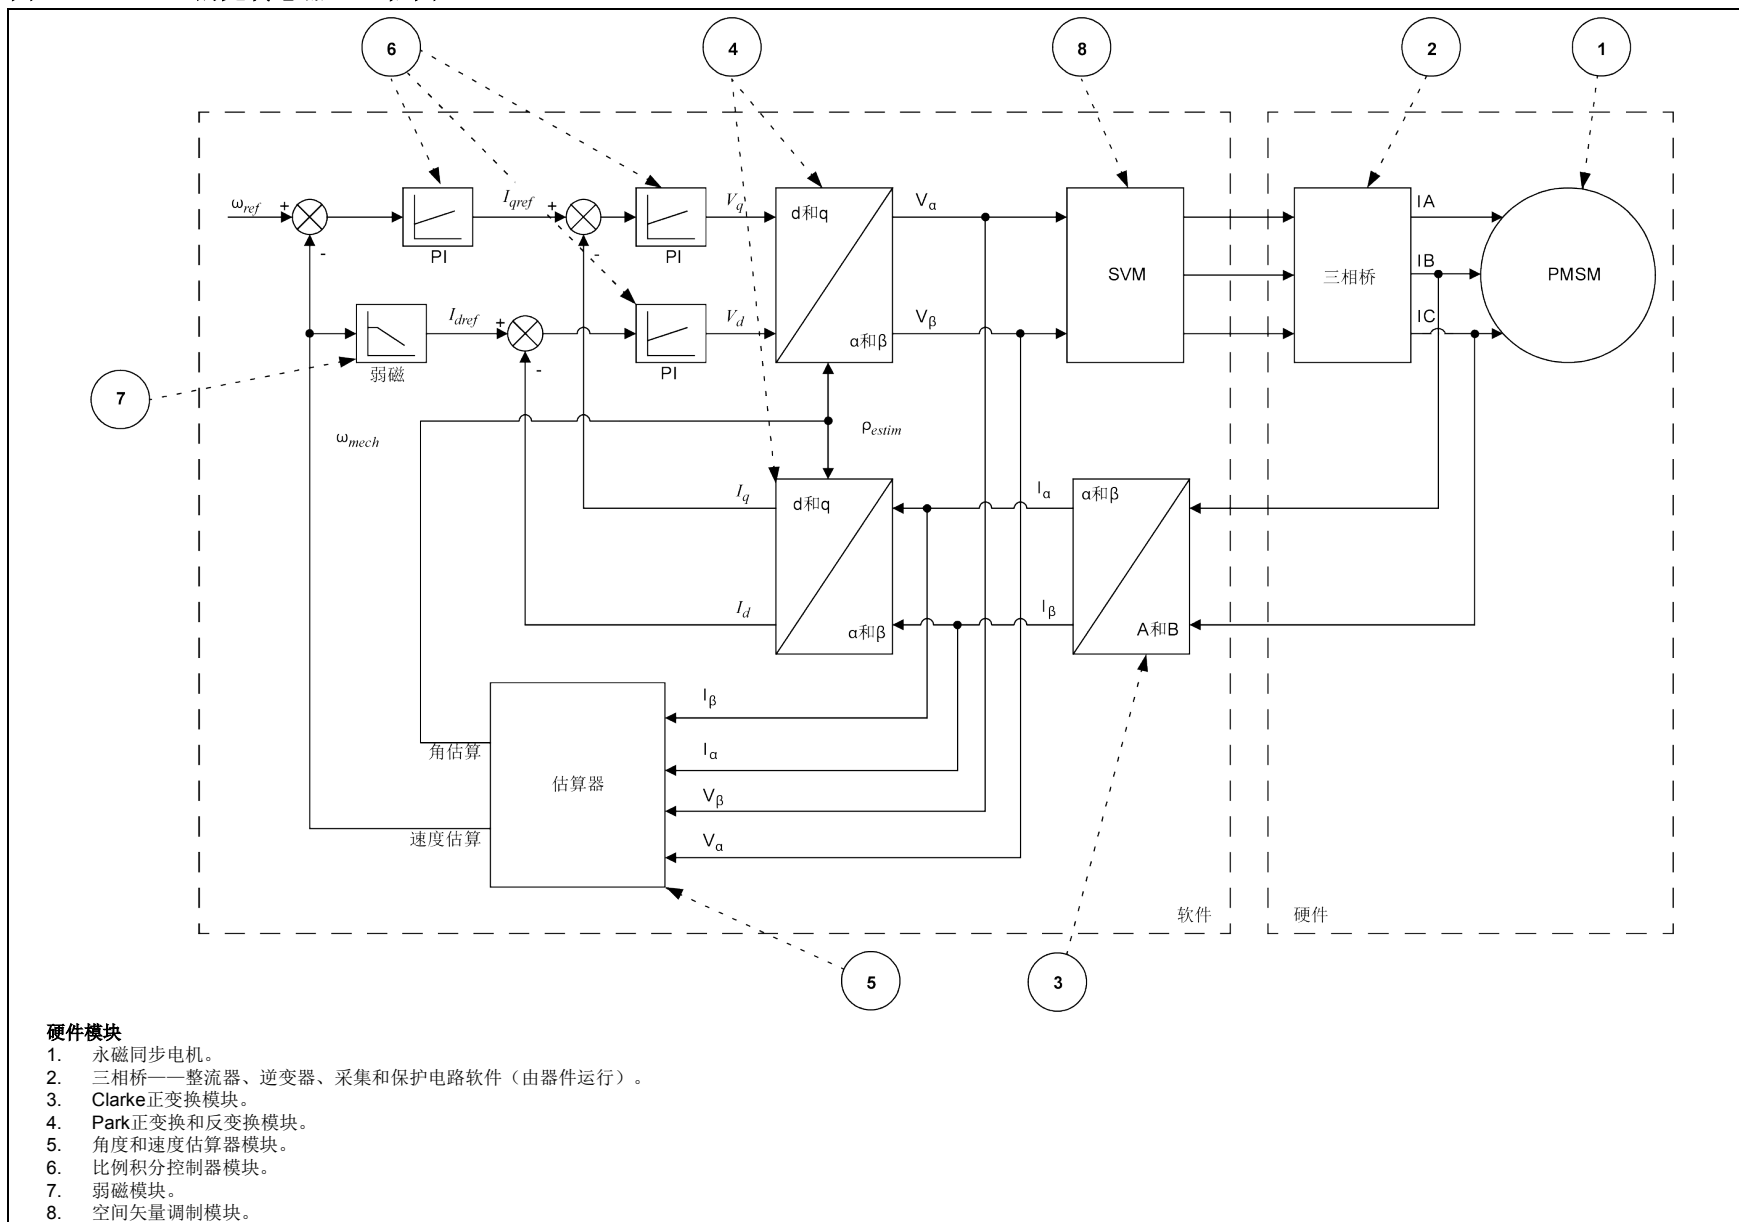 6 4 8 2 1
ωref + Iqref + Vq d和q Vα IA
- PI - PI SVM 三相桥 IB PMSM
Idref + Vd Vβ IC
α和β
弱磁 - PI
7
ωmech ρestim
Iq d和q Iα α和β
Id α和β Iβ A和B
Iβ
角估算 Iα
估算器
Vβ
速度估算 Vα
软件 硬件
5 3
硬件模块
1. 永磁同步电机。
2. 三相桥——整流器、逆变器、采集和保护电路软件（由器件运行）。
3. Clarke正变换模块。
4. Park正变换和反变换模块。
5. 角度和速度估算器模块。
6. 比例积分控制器模块。
7. 弱磁模块。
8. 空间矢量调制模块。